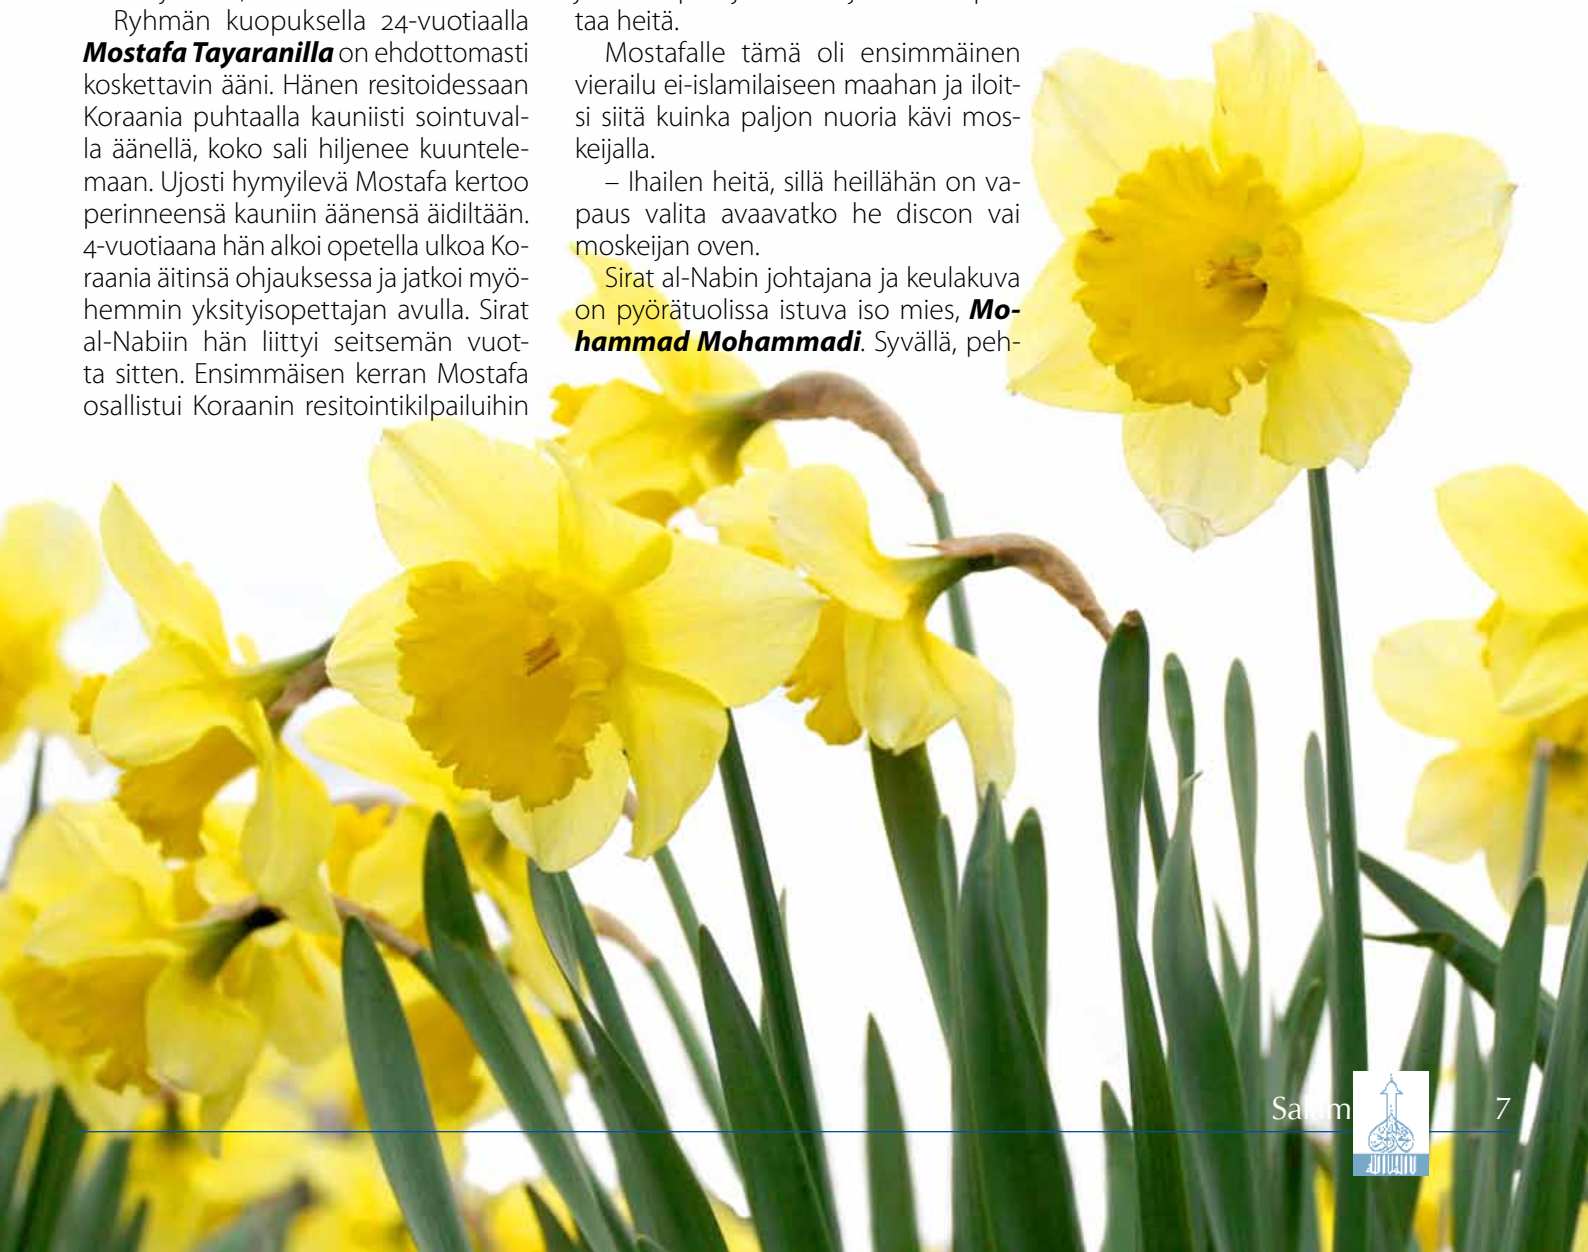 Ryhmän kuopuksella 24-vuotiaalla
Mostafa Tayaranilla on ehdottomasti
koskettavin ääni. Hänen resitoidessaan
Koraania puhtaalla kauniisti sointuval-
la äänellä, koko sali hiljenee kuuntele-
maan. Ujosti hymyilevä Mostafa kertoo
perinneensä kauniin äänensä äidiltään.
4-vuotiaana hän alkoi opetella ulkoa Ko-
raania äitinsä ohjauksessa ja jatkoi myö-
hemmin yksityisopettajan avulla. Sirat
al-Nabiin hän liittyi seitsemän vuot-
ta sitten. Ensimmäisen kerran Mostafa
osallistui Koraanin resitointikilpailuihin
taa heitä.
Mostafalle tämä oli ensimmäinen
vierailu ei-islamilaiseen maahan ja iloit-
si siitä kuinka paljon nuoria kävi mos-
keijalla.
– Ihailen heitä, sillä heillähän on va-
paus valita avaavatko he discon vai
moskeijan oven.
Sirat al-Nabin johtajana ja keulakuva
on pyörätuolissa istuva iso mies, Mo-
hammad Mohammadi. Syvällä, peh-
Salam 7